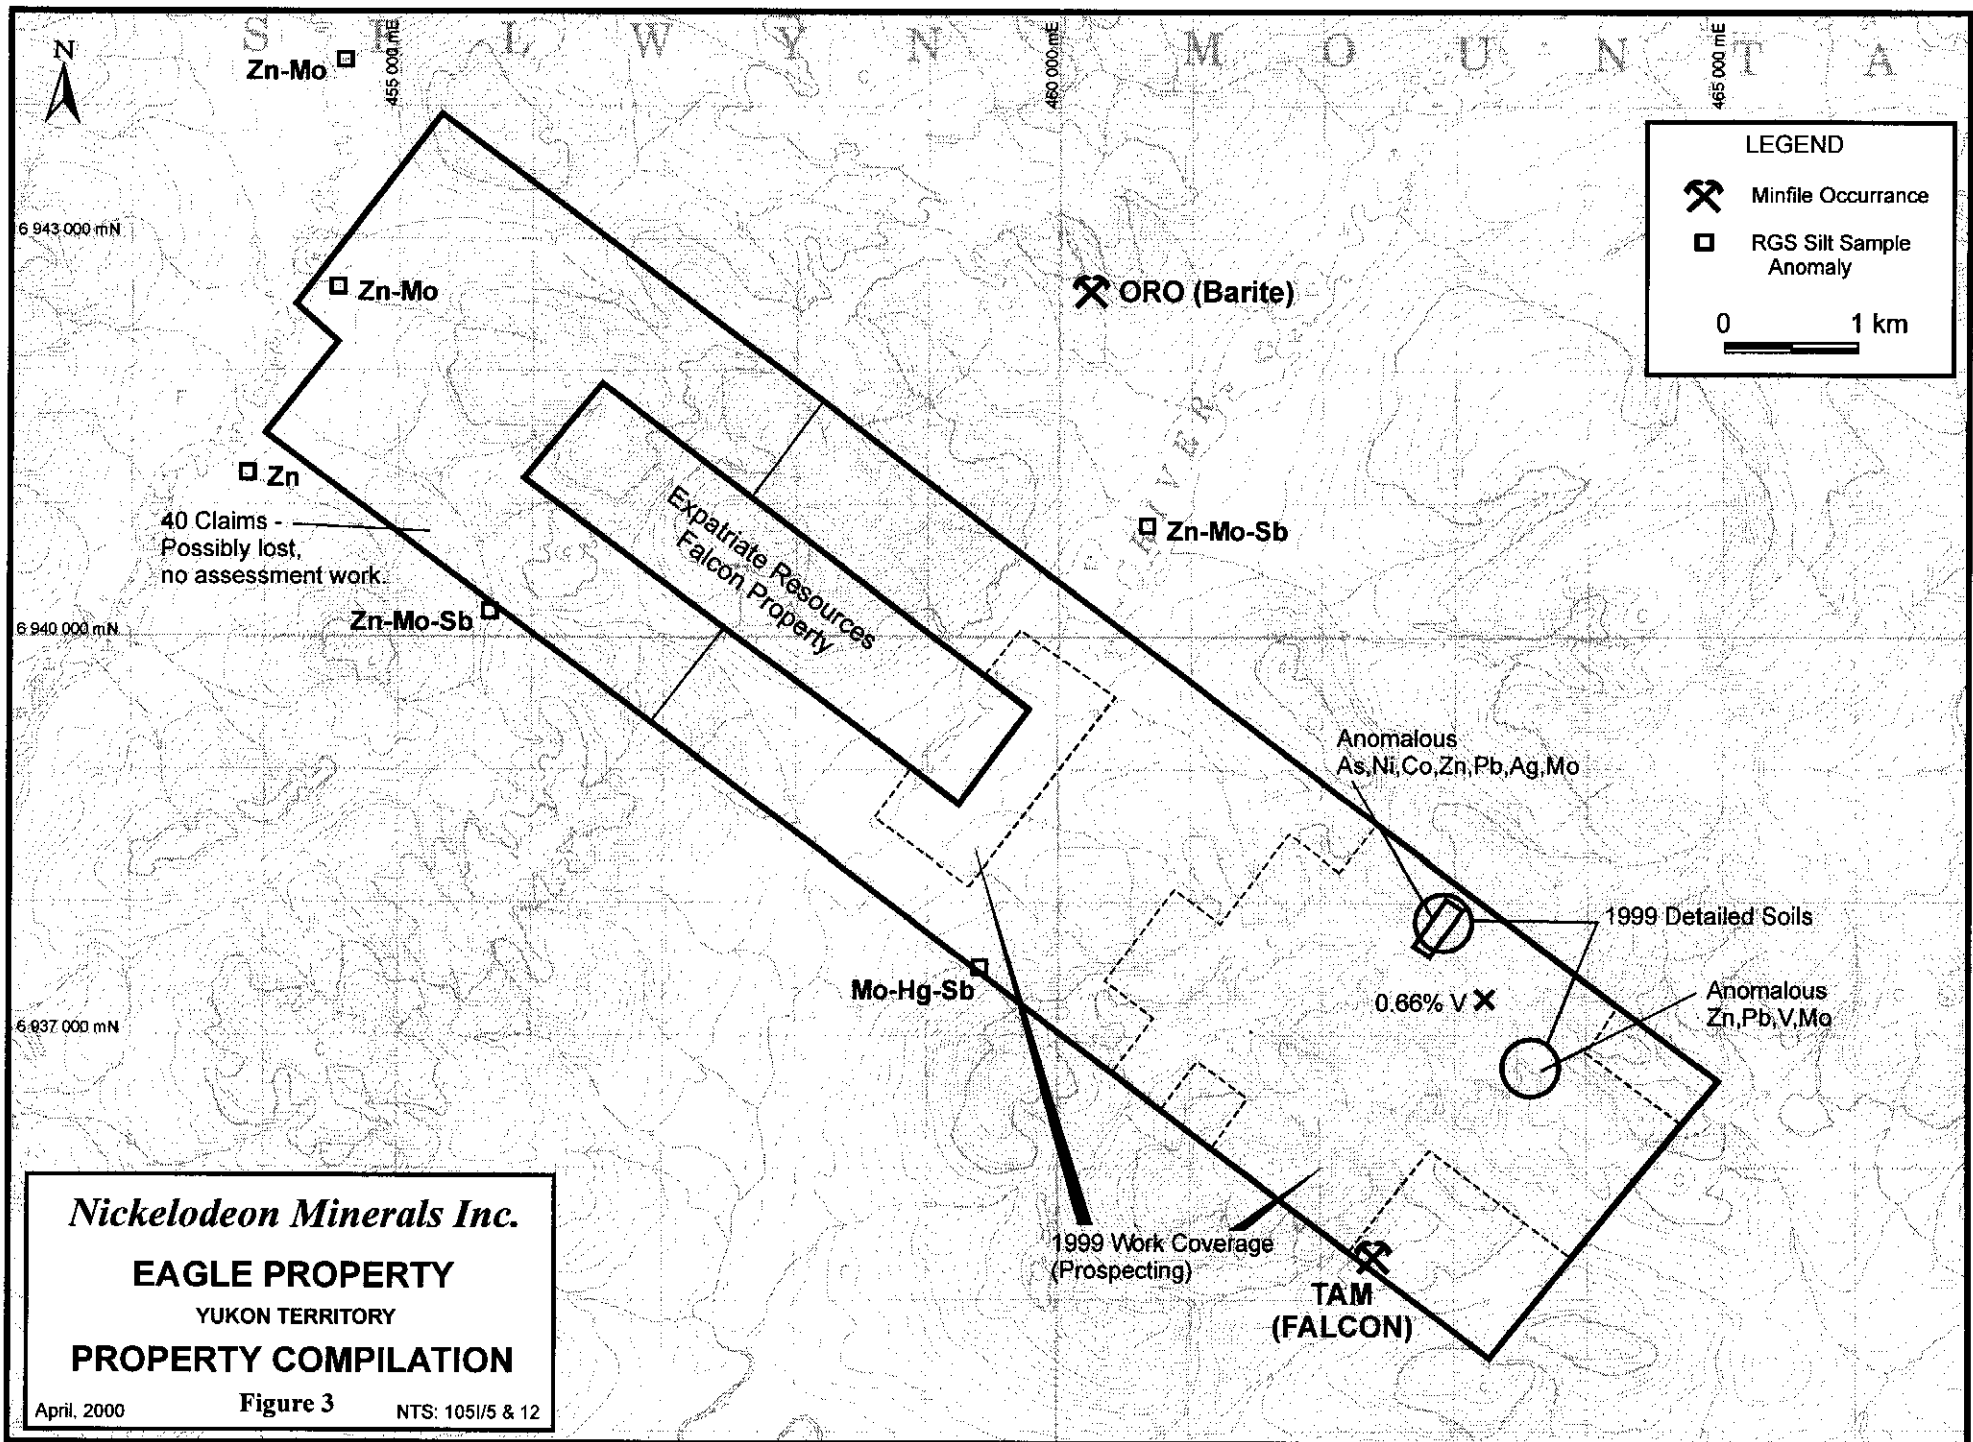 S E L W Y N M O U N T A
N
Zn-Mo
455 000 mE
460 000 mE
465 000 mE
LEGEND
Minfile Occurrance
RGS Silt Sample
Anomaly
0 1 km
6 943 000 mN
Zn-Mo
ORO (Barite)
RIVER
Zn
40 Claims -
Possibly lost,
no assessment work.
Expatriate Resources
Falcon Property
Zn-Mo-Sb
Zn-Mo-Sb
6 940 000 mN
Anomalous
As,Ni,Co,Zn,Pb,Ag,Mo
1999 Detailed Soils
Mo-Hg-Sb
0.66% V
Anomalous
Zn,Pb,V,Mo
6 937 000 mN
1999 Work Coverage
(Prospecting)
TAM
(FALCON)
Nickelodeon Minerals Inc.
EAGLE PROPERTY
YUKON TERRITORY
PROPERTY COMPILATION
Figure 3
April, 2000
NTS: 105I/5 & 12